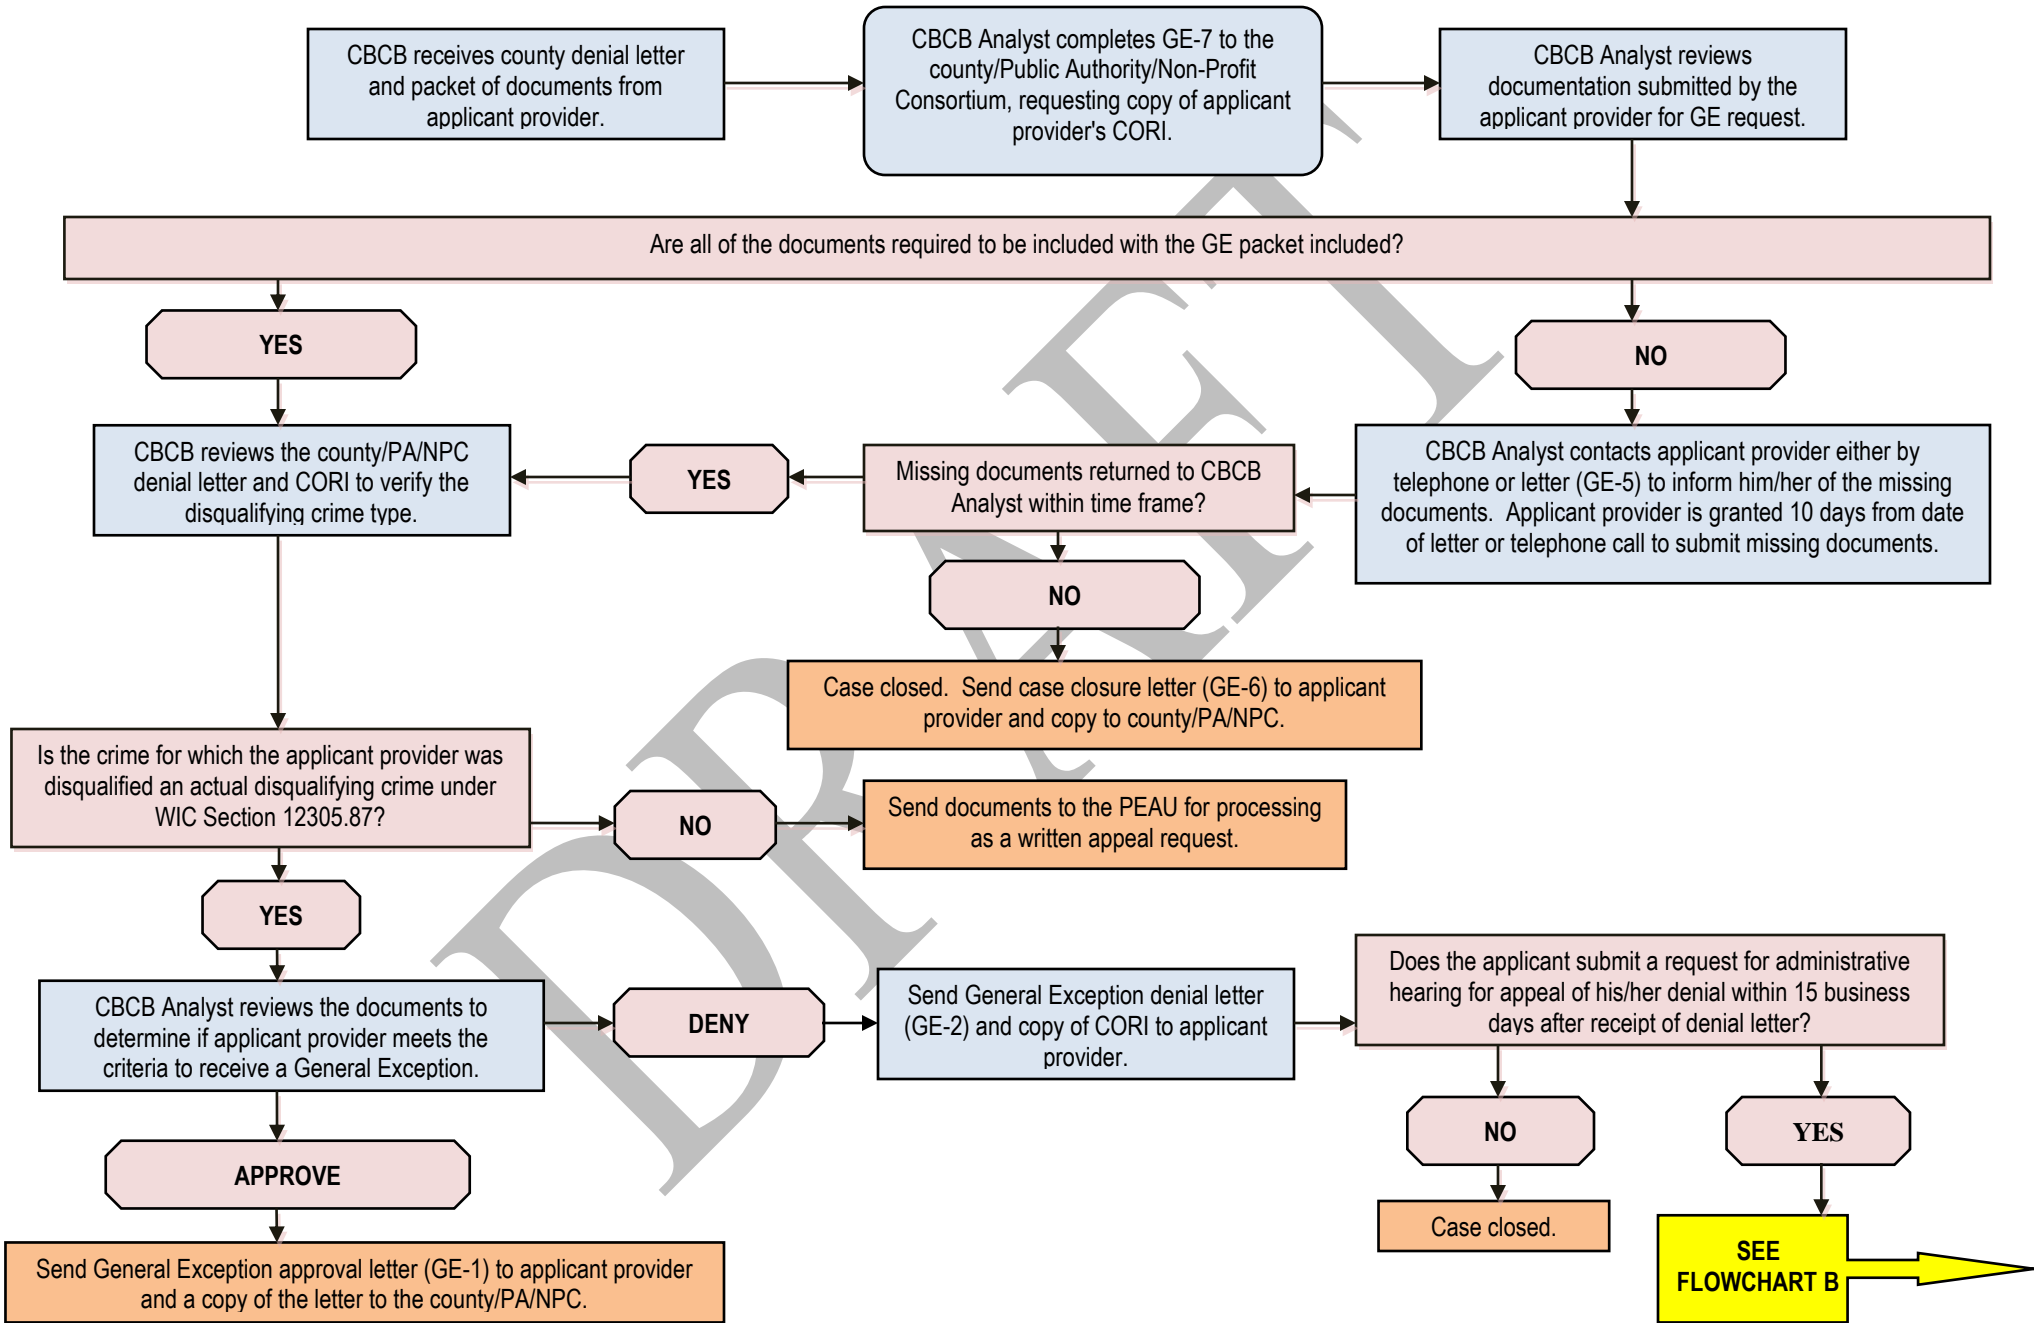 CBCB receives county denial letter
and packet of documents from
applicant provider.
CBCB Analyst completes GE-7 to the
county/Public Authority/Non-Profit
Consortium, requesting copy of applicant
provider's CORI.
CBCB Analyst reviews
documentation submitted by the
applicant provider for GE request.
Are all of the documents required to be included with the GE packet included?
YES
NO
CBCB reviews the county/PA/NPC
denial letter and CORI to verify the
disqualifying crime type.
YES
Missing documents returned to CBCB
Analyst within time frame?
CBCB Analyst contacts applicant provider either by
telephone or letter (GE-5) to inform him/her of the missing
documents.  Applicant provider is granted 10 days from date
of letter or telephone call to submit missing documents.
NO
Case closed.  Send case closure letter (GE-6) to applicant
provider and copy to county/PA/NPC.
Is the crime for which the applicant provider was
disqualified an actual disqualifying crime under
WIC Section 12305.87?
NO
Send documents to the PEAU for processing
as a written appeal request.
YES
CBCB Analyst reviews the documents to
determine if applicant provider meets the
criteria to receive a General Exception.
DENY
Send General Exception denial letter
(GE-2) and copy of CORI to applicant
provider.
Does the applicant submit a request for administrative
hearing for appeal of his/her denial within 15 business
days after receipt of denial letter?
NO
YES
APPROVE
Case closed.
SEE
FLOWCHART B
Send General Exception approval letter (GE-1) to applicant provider
and a copy of the letter to the county/PA/NPC.
DRAFT